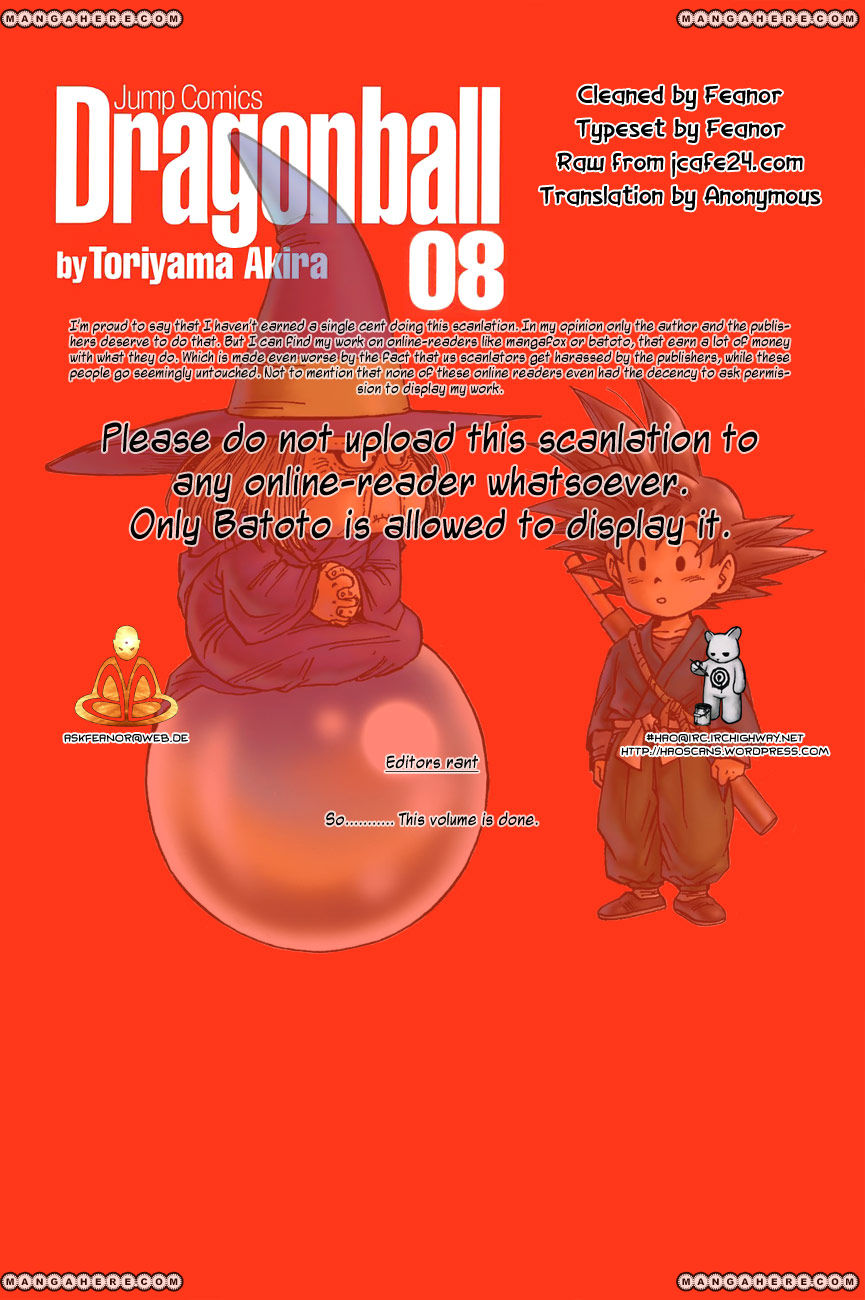 MANGAHERE.COM
MANGAHERE.COM
Jump Comics
Dragonball
by Toriyama Akira
08
Cleaned by Feanor
Typeset by Feanor
Raw from jcafe24.com
Translation by Anonymous
I'm proud to say that I haven't earned a single cent doing this scanlation. In my opinion only the author and the publis-
hers deserve to do that. But I can find my work on online-readers like mangafox or batoto, that earn a lot of money
with what they do. Which is made even worse by the fact that us scanlators get harassed by the publishers, while these
people go seemingly untouched. Not to mention that none of these online readers even had the decency to ask permis-
sion to display my work.
Please do not upload this scanlation to
any online-reader whatsoever.
Only Batoto is allowed to display it.
ASKFEANOR@WEB.DE
#HAO@IRC.IRCHIGHWAY.NET
HTTP://HAOSCANS.WORDPRESS.COM
Editors rant
So........... This volume is done.
MANGAHERE.COM
MANGAHERE.COM